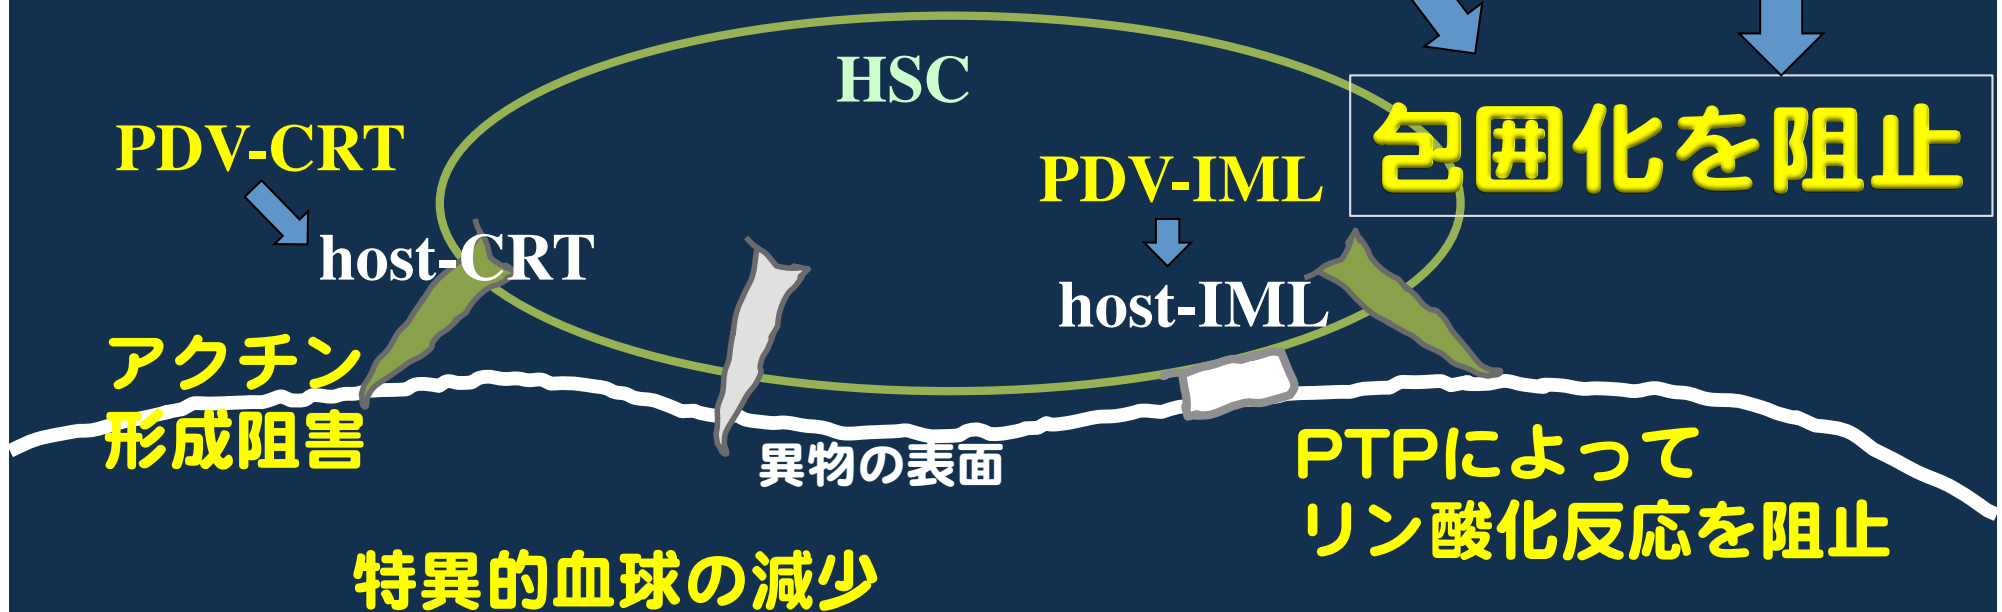 HSC
包囲化を阻止
PDV-CRT
PDV-IML
host-CRT
host-IML
アクチン
形成阻害
異物の表面
PTPによって
リン酸化反応を阻止
特異的血球の減少